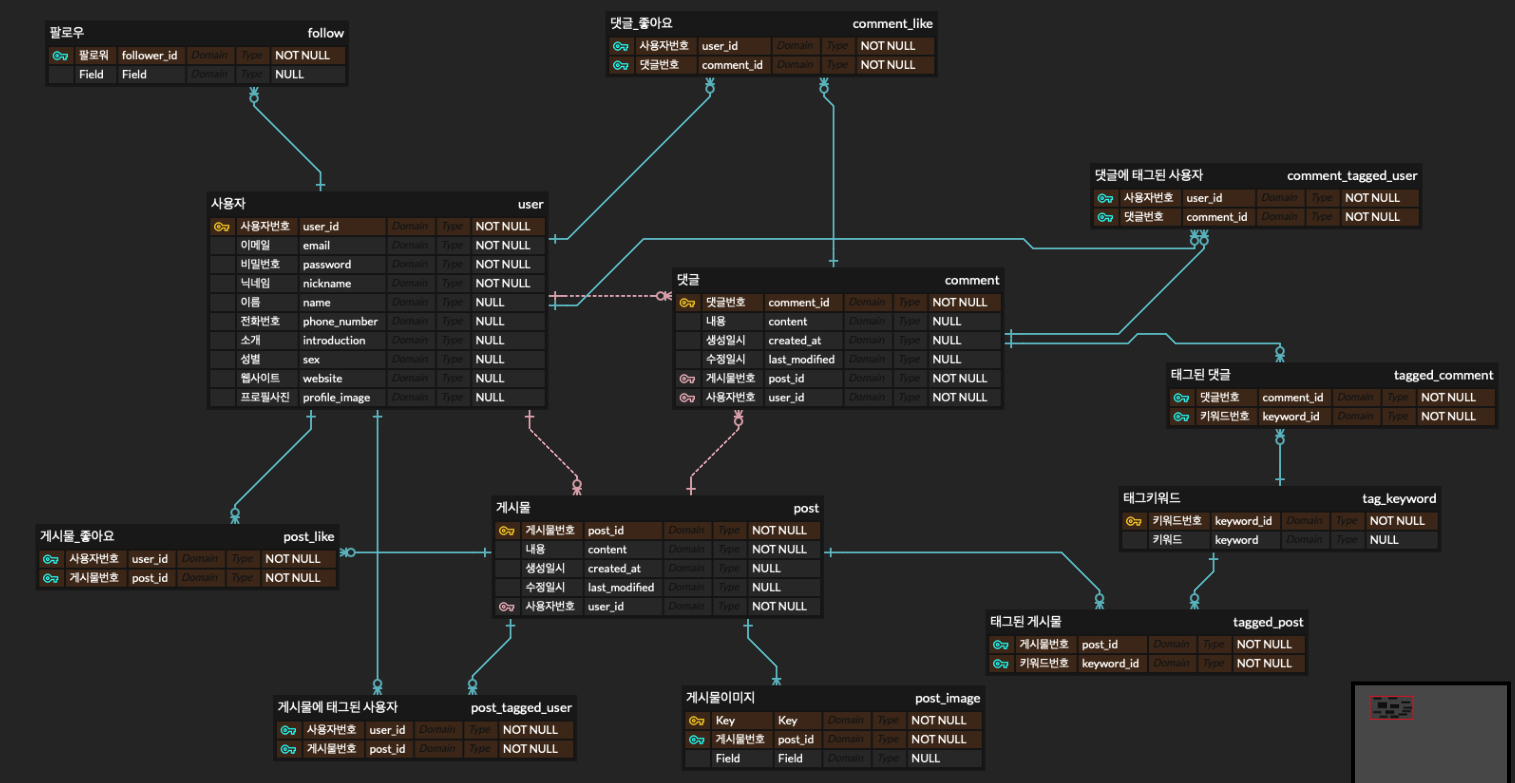 팔로우 follow
팔로워 follower_id Domain Type NOT NULL
Field Field Domain Type NULL
댓글_좋아요 comment_like
사용자번호 user_id Domain Type NOT NULL
댓글번호 comment_id Domain Type NOT NULL
댓글에 태그된 사용자 comment_tagged_user
사용자번호 user_id Domain Type NOT NULL
댓글번호 comment_id Domain Type NOT NULL
사용자 user
사용자번호 user_id Domain Type NOT NULL
이메일 email Domain Type NOT NULL
비밀번호 password Domain Type NOT NULL
닉네임 nickname Domain Type NOT NULL
이름 name Domain Type NULL
전화번호 phone_number Domain Type NULL
소개 introduction Domain Type NULL
성별 sex Domain Type NULL
웹사이트 website Domain Type NULL
프로필사진 profile_image Domain Type NULL
댓글 comment
댓글번호 comment_id Domain Type NOT NULL
내용 content Domain Type NULL
생성일시 created_at Domain Type NULL
수정일시 last_modified Domain Type NULL
게시물번호 post_id Domain Type NOT NULL
사용자번호 user_id Domain Type NOT NULL
태그된 댓글 tagged_comment
댓글번호 comment_id Domain Type NOT NULL
키워드번호 keyword_id Domain Type NOT NULL
태그키워드 tag_keyword
키워드번호 keyword_id Domain Type NOT NULL
키워드 keyword Domain Type NULL
게시물 post
게시물번호 post_id Domain Type NOT NULL
내용 content Domain Type NOT NULL
생성일시 created_at Domain Type NULL
수정일시 last_modified Domain Type NULL
사용자번호 user_id Domain Type NOT NULL
게시물_좋아요 post_like
사용자번호 user_id Domain Type NOT NULL
게시물번호 post_id Domain Type NOT NULL
태그된 게시물 tagged_post
게시물번호 post_id Domain Type NOT NULL
키워드번호 keyword_id Domain Type NOT NULL
게시물에 태그된 사용자 post_tagged_user
사용자번호 user_id Domain Type NOT NULL
게시물번호 post_id Domain Type NOT NULL
게시물이미지 post_image
Key Key Domain Type NOT NULL
게시물번호 post_id Domain Type NOT NULL
Field Field Domain Type NULL